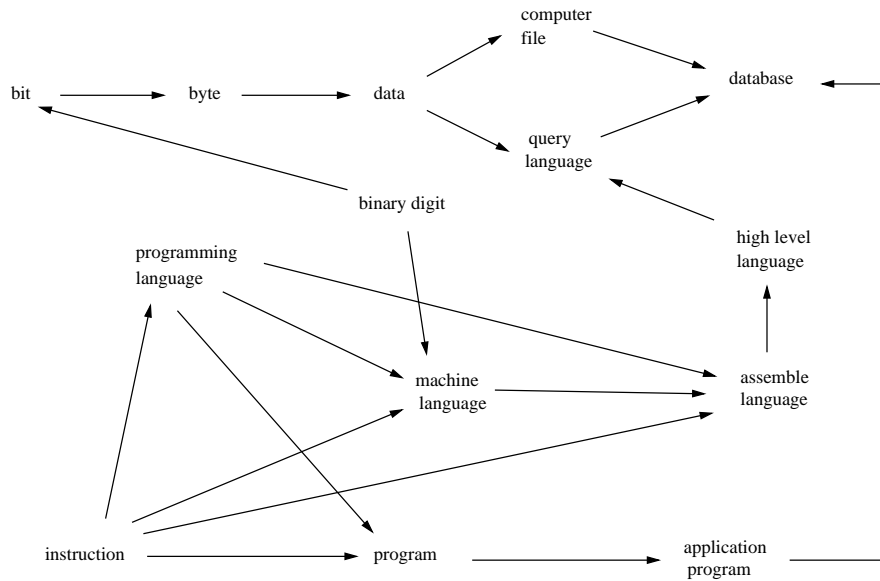 computer
file
database
bit
byte
data
query
language
binary digit
high level
language
programming
language
machine
language
assemble
language
instruction
program
application
program